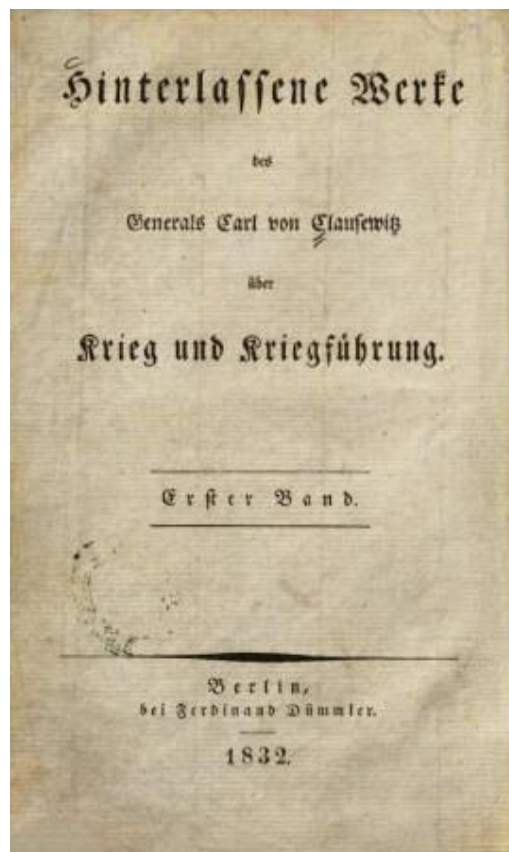 Hinterlassene Werke
des
Generals Carl von Clausewitz
über
Krieg und Kriegführung.
Erster Band.
Berlin,
bei Ferdinand Dümmler.
1832.